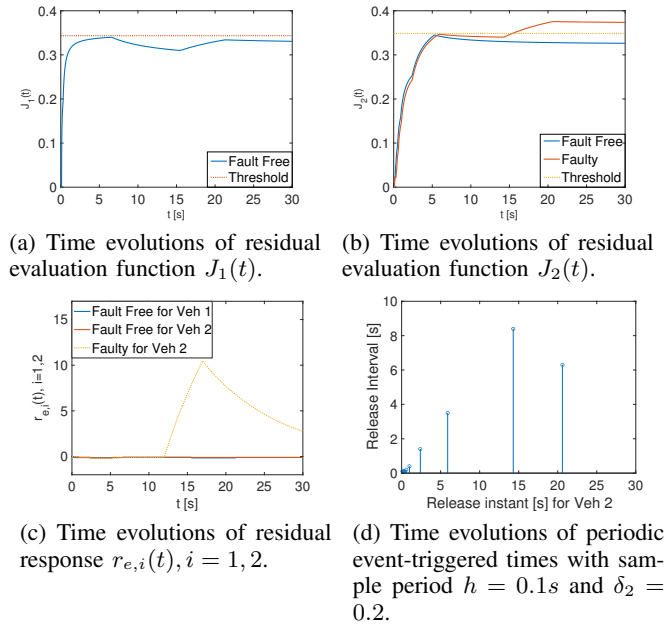 0.4
0.3
0.2
0.1
0
J1(t)
0 5 10 15 20 25 30
t [s]
Fault Free
Threshold
0.4
0.3
0.2
0.1
0
J2(t)
0 5 10 15 20 25 30
t [s]
Fault Free
Faulty
Threshold
(a) Time evolutions of residual
evaluation function J1(t).
(b) Time evolutions of residual
evaluation function J2(t).
15
10
5
0
re,i(t), i=1,2
0 5 10 15 20 25 30
t [s]
Fault Free for Veh 1
Fault Free for Veh 2
Faulty for Veh 2
10
8
6
4
2
0
Release Interval [s]
0 5 10 15 20 25 30
Release instant [s] for Veh 2
(c) Time evolutions of residual
response re,i(t), i = 1, 2.
(d) Time evolutions of periodic
event-triggered times with sam-
ple period h = 0.1s and δ2 =
0.2.